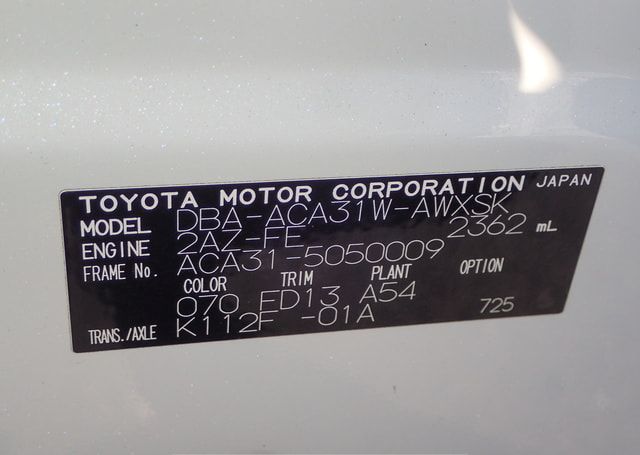 TOYOTA MOTOR CORPORATION JAPAN
MODEL DBA-ACA31W-AWXSK
ENGINE 2AZ-FE 2362 mL
FRAME No. ACA31-5050009
COLOR TRIM PLANT OPTION
070 FD13 A54 725
TRANS./AXLE K112F -01A